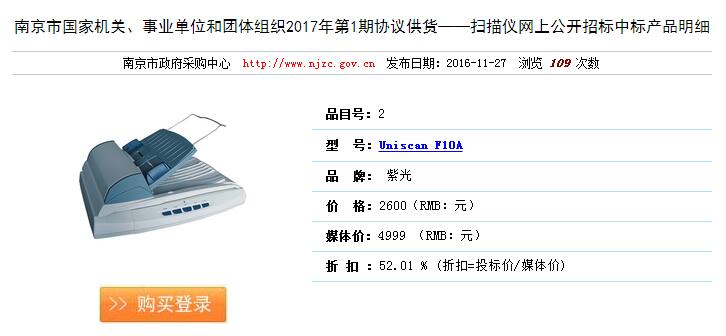 南京市国家机关、事业单位和团体组织2017年第1期协议供货——扫描仪网上公开招标中标产品明细
南京市政府采购中心 http://www.njzc.gov.cn 发布日期：2016-11-27 浏览 109 次数
品目号：2
型 号：Uniscan F10A
品 牌： 紫光
价 格：2600（RMB：元）
媒体价：4999 （RMB：元）
折 扣 ：52.01 % (折扣=投标价/媒体价)
>> 购买登录